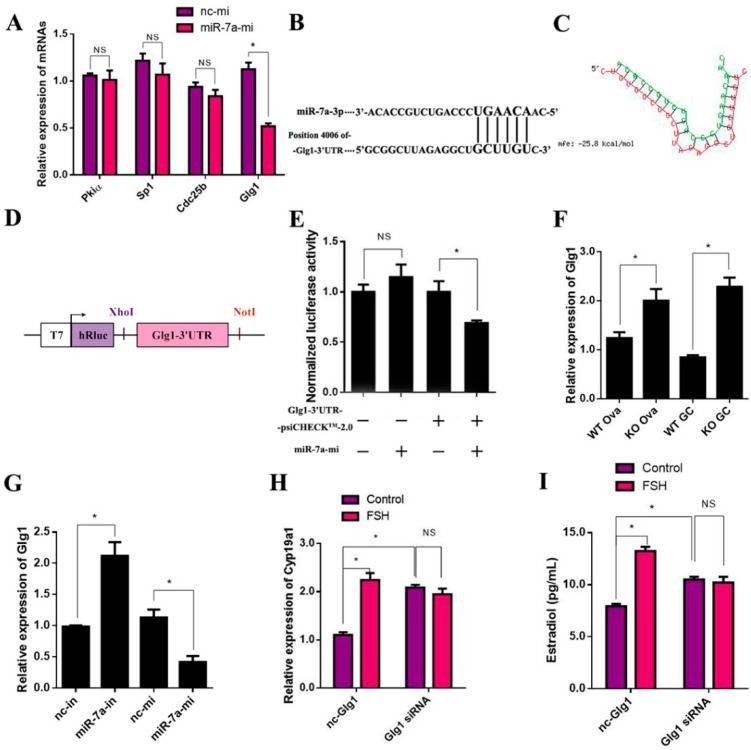 A
nc-mi
miR-7a-mi
Relative expression of mRNAs
1.5
1.0
0.5
0.0
NS
NS
NS
*
Pkiα
Sp1
Cdc25b
Glg1
B
miR-7a-3p····3'-ACACCGUCUGACCCUGAACAAC-5'
Position 4006 of-
-Glg1-3'UTR····5'GCGGCUUAGAGGCUGCUUGUC-3'
C
5'
mfe: -25.8 kcal/mol
D
XhoI
NotI
T7
hRluc
Glg1-3'UTR
E
Normalized luciferase activity
1.5
1.0
0.5
0.0
NS
*
Glg1-3'UTR-
-psiCHECK™-2.0
— — + +
miR-7a-mi
— + — +
F
Relative expression of Glg1
3.0
2.0
1.0
0.0
*
*
WT Ova
KO Ova
WT GC
KO GC
G
Relative expression of Glg1
2.5
2.0
1.5
1.0
0.5
0.0
*
*
nc-in
miR-7a-in
nc-mi
miR-7a-mi
H
Control
FSH
Relative expression of Cyp19a1
3.0
2.0
1.0
0.0
*
*
NS
nc-Glg1
Glg1 siRNA
I
Control
FSH
Estradiol (pg/mL)
15.0
10.0
5.0
0.0
*
*
NS
nc-Glg1
Glg1 siRNA